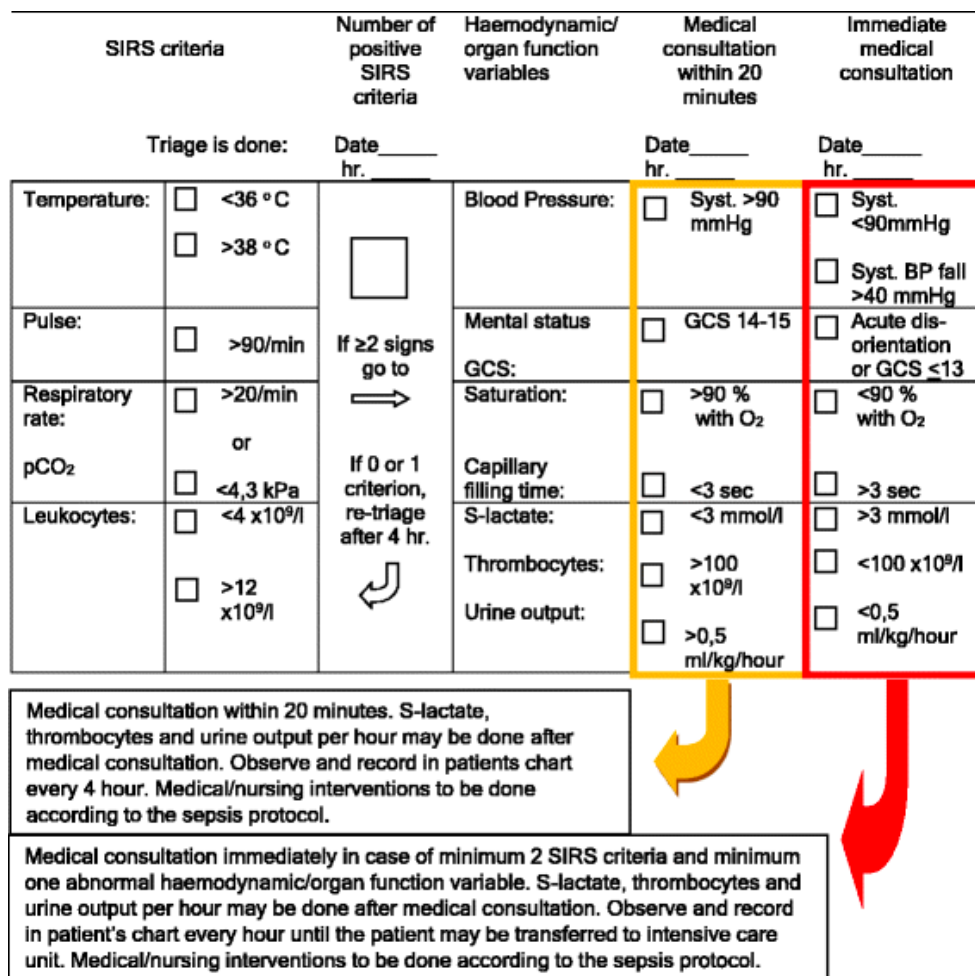 SIRS criteria
Number of
positive
SIRS
criteria
Haemodynamic/
organ function
variables
Medical
consultation
within 20
minutes
Immediate
medical
consultation
Triage is done:
Date_____
hr. _____
Date_____
hr. _____
Date_____
hr. _____
Temperature:
<36 °C
>38 °C
Pulse:
>90/min
Respiratory
rate:
>20/min
or
pCO2
<4,3 kPa
Leukocytes:
<4 x10⁹/l
>12
x10⁹/l
If ≥2 signs
go to
If 0 or 1
criterion,
re-triage
after 4 hr.
Blood Pressure:
Syst. >90
mmHg
Syst.
<90mmHg
Syst. BP fall
>40 mmHg
Mental status
GCS:
GCS 14-15
Acute dis-
orientation
or GCS ≤13
Saturation:
>90 %
with O₂
<90 %
with O₂
Capillary
filling time:
<3 sec
>3 sec
S-lactate:
<3 mmol/l
>3 mmol/l
Thrombocytes:
>100
x10⁹/l
<100 x10⁹/l
Urine output:
>0,5
ml/kg/hour
<0,5
ml/kg/hour
Medical consultation within 20 minutes. S-lactate,
thrombocytes and urine output per hour may be done after
medical consultation. Observe and record in patients chart
every 4 hour. Medical/nursing interventions to be done
according to the sepsis protocol.
Medical consultation immediately in case of minimum 2 SIRS criteria and minimum
one abnormal haemodynamic/organ function variable. S-lactate, thrombocytes and
urine output per hour may be done after medical consultation. Observe and record
in patient's chart every hour until the patient may be transferred to intensive care
unit. Medical/nursing interventions to be done according to the sepsis protocol.